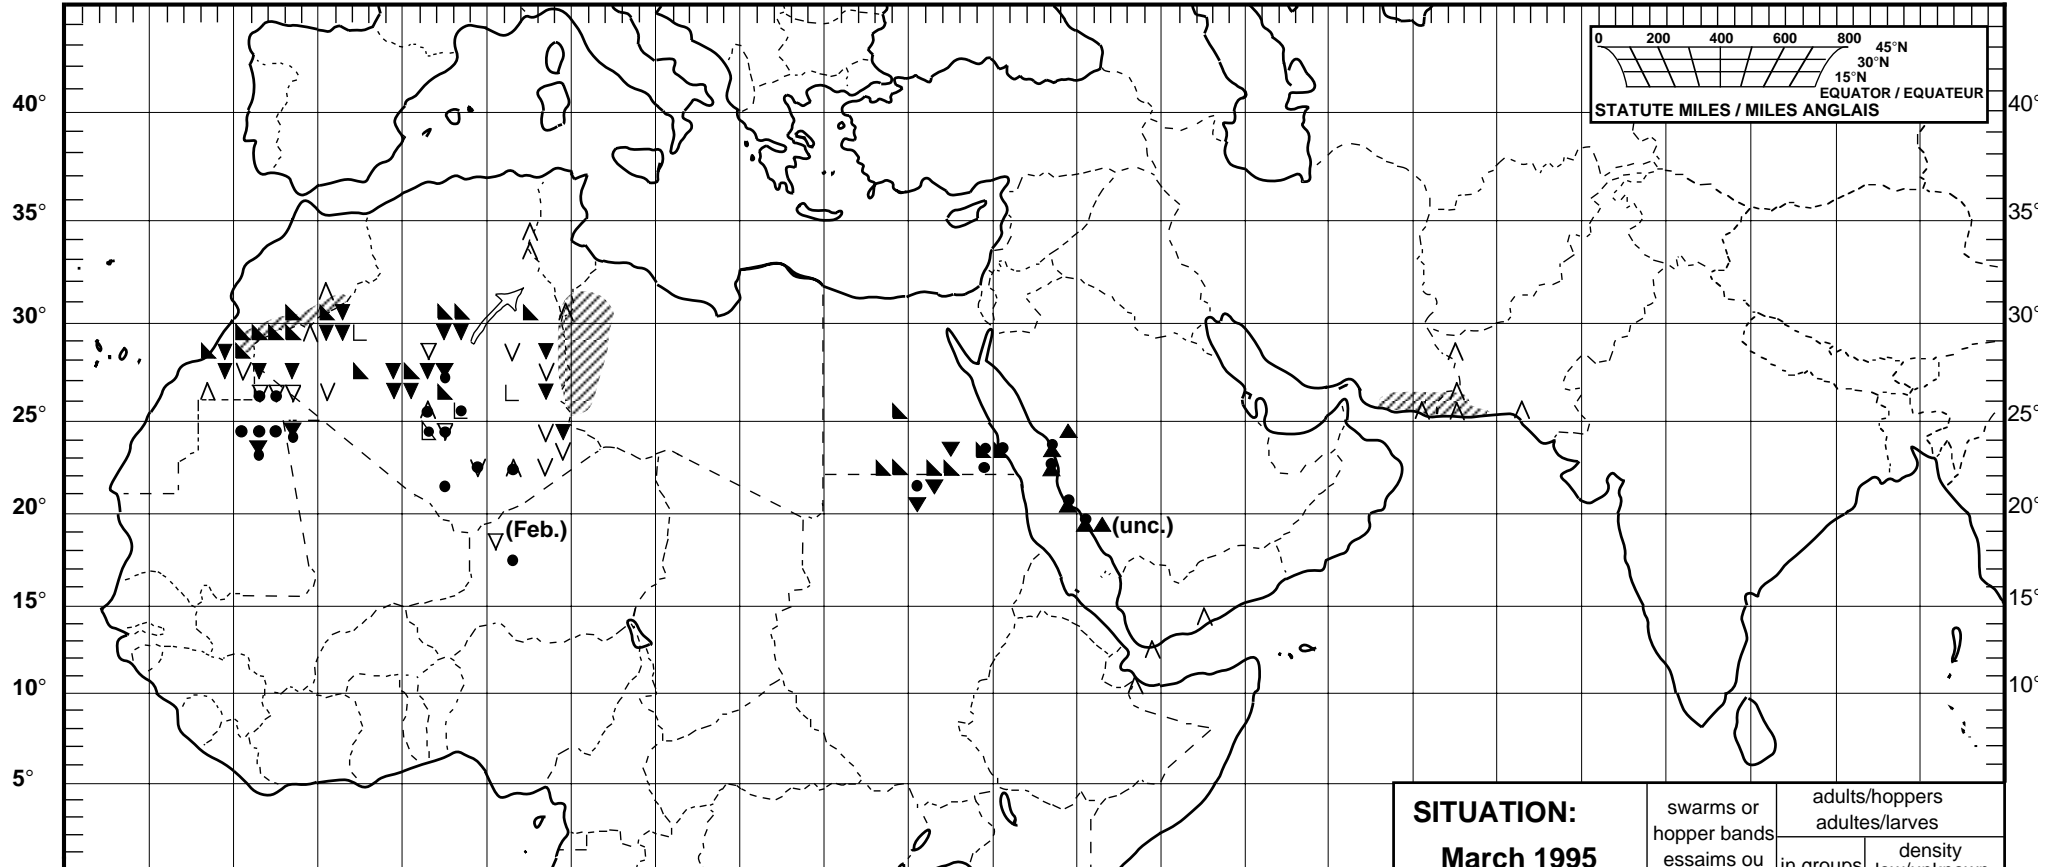 0 200 400 600 800
45°N
30°N
15°N
EQUATOR / EQUATEUR
STATUTE MILES / MILES ANGLAIS
40° 40°
35° 35°
30° 30°
25° 25°
20° 20°
(Feb.) (unc.)
15° 15°
10° 10°
5°
SITUATION:
March 1995
swarms or
hopper bands
essaims ou
adults/hoppers
adultes/larves
in groups
density
low/unknown